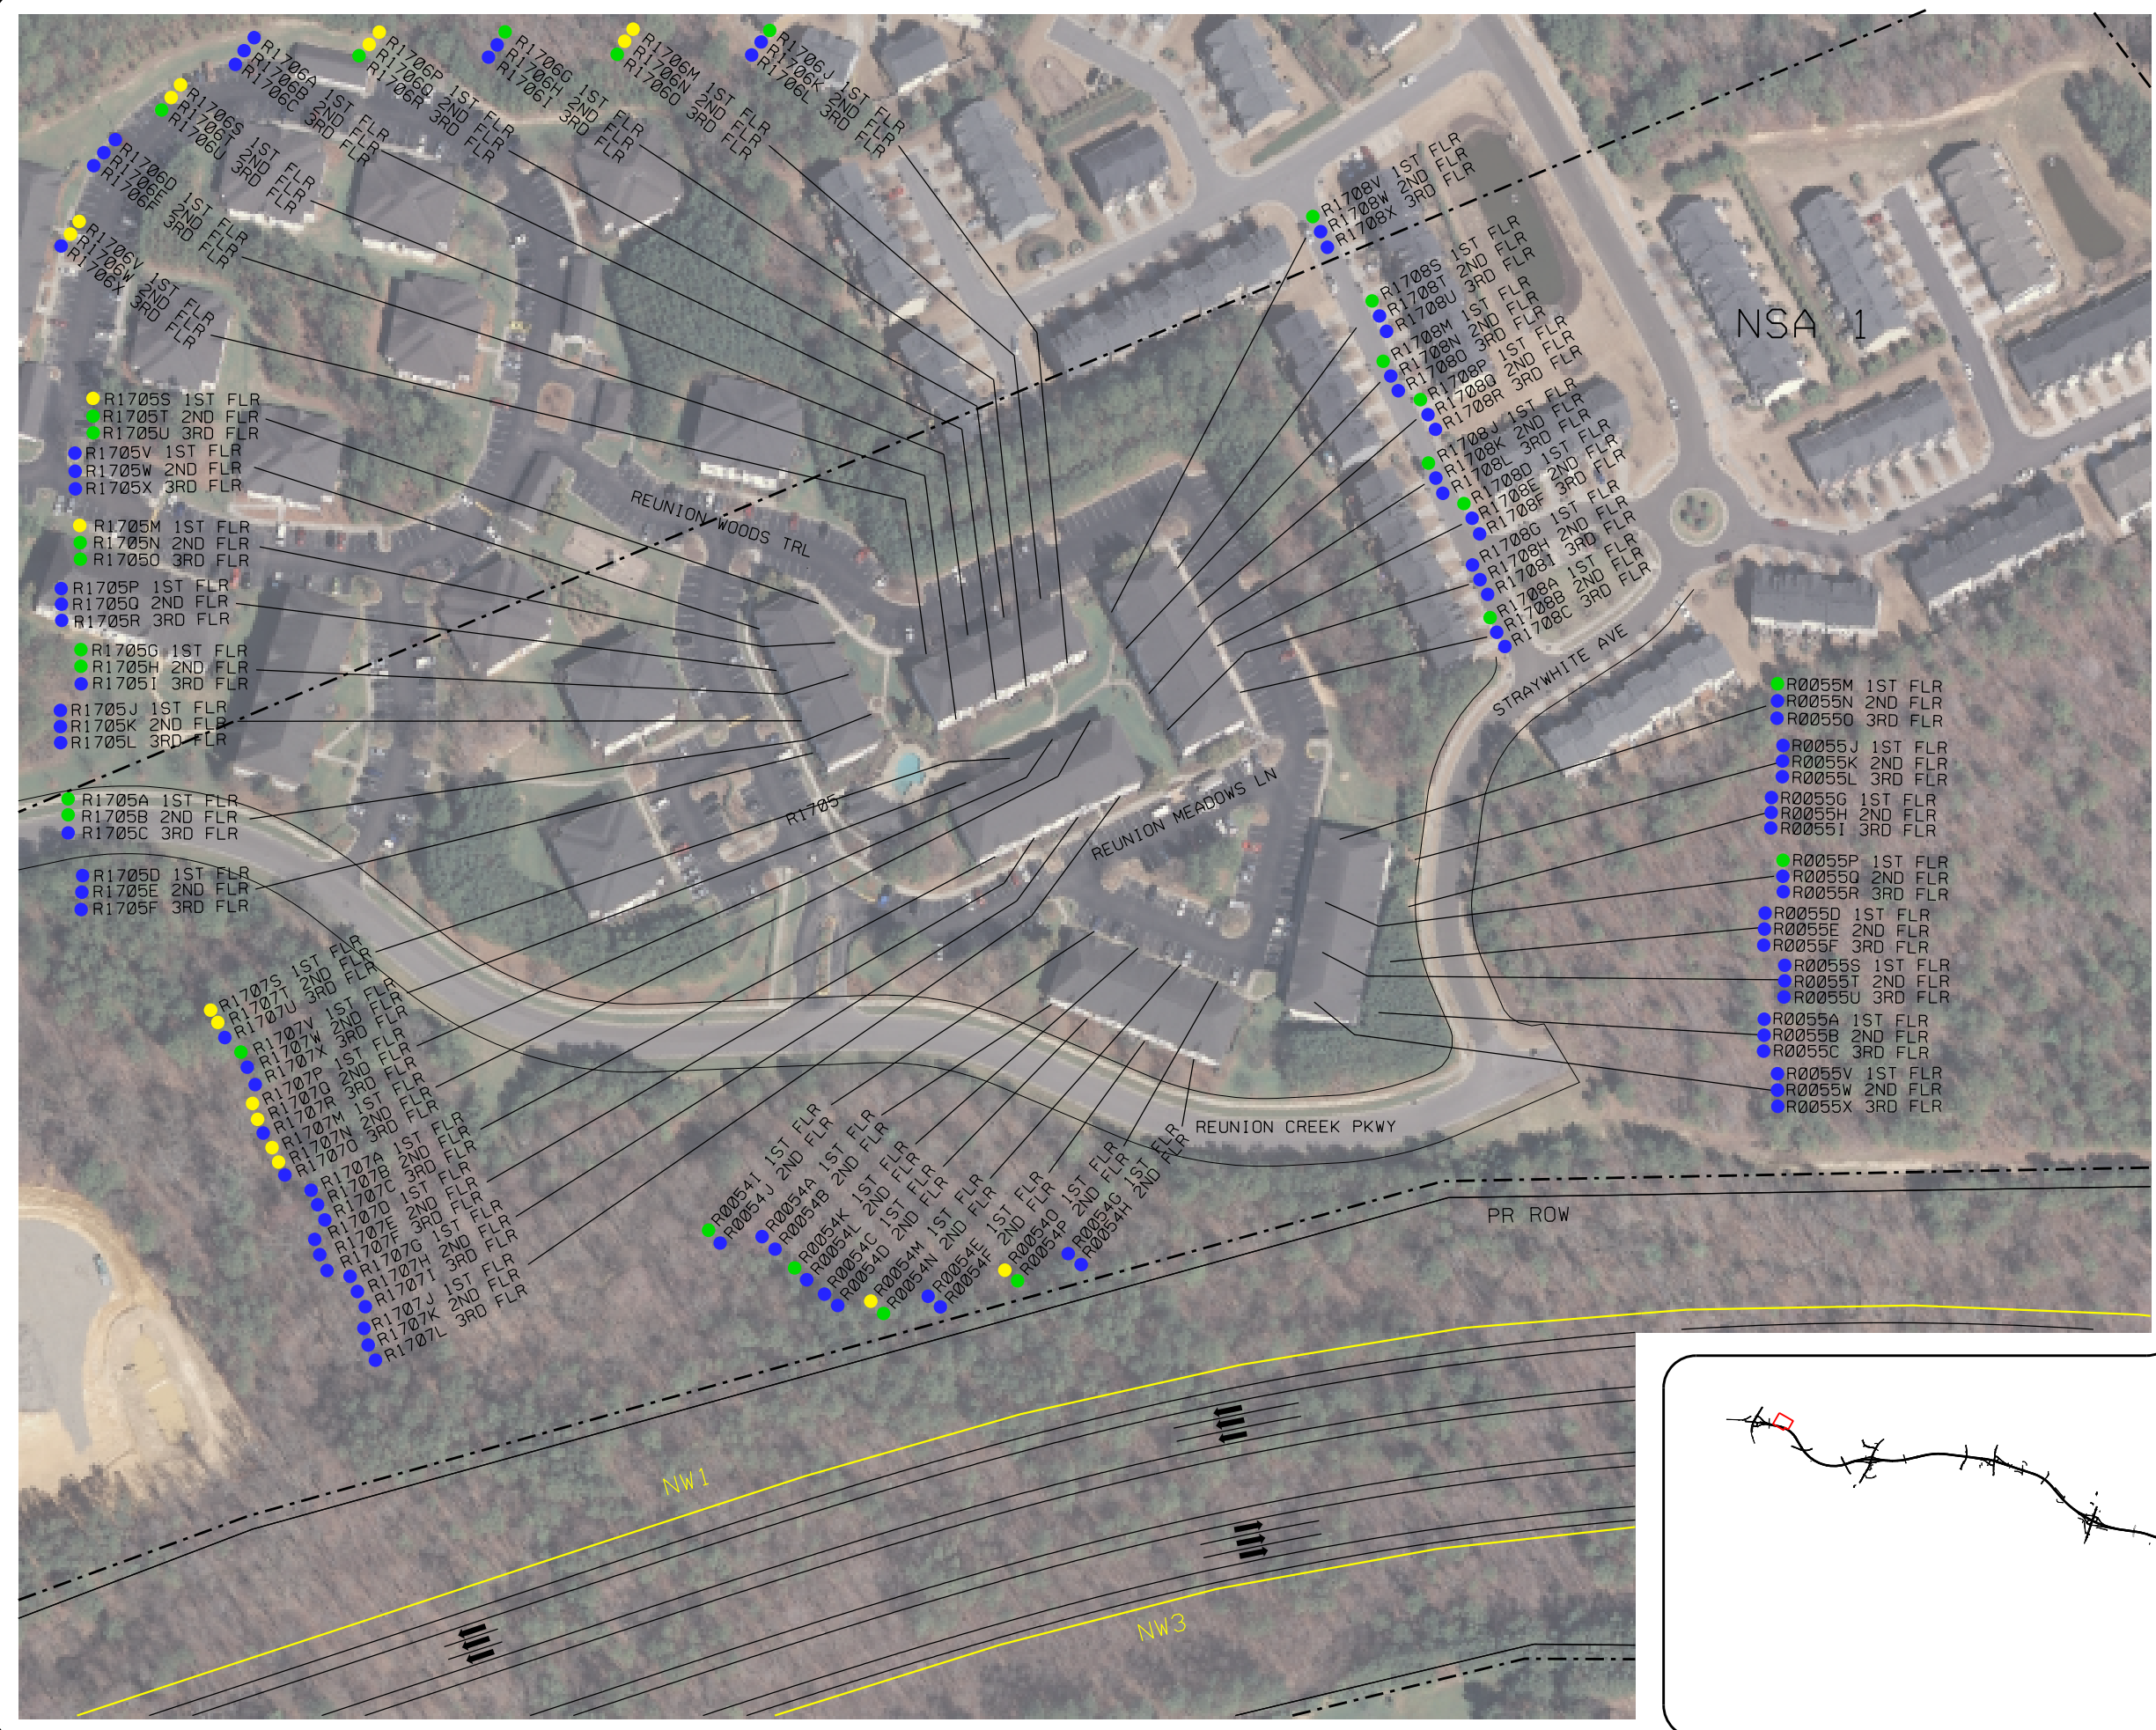 R1706A 1ST FLR
R1706B 2ND FLR
R1706C 3RD FLR
R1706P 1ST FLR
R1706Q 2ND FLR
R1706R 3RD FLR
R1706G 1ST FLR
R1706H 2ND FLR
R1706I 3RD FLR
R1706M 1ST FLR
R1706N 2ND FLR
R1706O 3RD FLR
R1706J 1ST FLR
R1706K 2ND FLR
R1706L 3RD FLR
R1706S 1ST FLR
R1706T 2ND FLR
R1706U 3RD FLR
R1706D 1ST FLR
R1706E 2ND FLR
R1706F 3RD FLR
R1706V 1ST FLR
R1706W 2ND FLR
R1706X 3RD FLR
R1708V 1ST FLR
R1708W 2ND FLR
R1708X 3RD FLR
R1708S 1ST FLR
R1708T 2ND FLR
R1708U 3RD FLR
R1708M 1ST FLR
R1708N 2ND FLR
R1708O 3RD FLR
R1708P 1ST FLR
R1708Q 2ND FLR
R1708R 3RD FLR
R1708J 1ST FLR
R1708K 2ND FLR
R1708L 3RD FLR
R1708D 1ST FLR
R1708E 2ND FLR
R1708F 3RD FLR
R1708G 1ST FLR
R1708H 2ND FLR
R1708I 3RD FLR
R1708A 1ST FLR
R1708B 2ND FLR
R1708C 3RD FLR
NSA 1
R1705S 1ST FLR
R1705T 2ND FLR
R1705U 3RD FLR
R1705V 1ST FLR
R1705W 2ND FLR
R1705X 3RD FLR
R1705M 1ST FLR
R1705N 2ND FLR
R1705O 3RD FLR
R1705P 1ST FLR
R1705Q 2ND FLR
R1705R 3RD FLR
R1705G 1ST FLR
R1705H 2ND FLR
R1705I 3RD FLR
R1705J 1ST FLR
R1705K 2ND FLR
R1705L 3RD FLR
R1705A 1ST FLR
R1705B 2ND FLR
R1705C 3RD FLR
R1705D 1ST FLR
R1705E 2ND FLR
R1705F 3RD FLR
REUNION WOODS TRL
STRAYWHITE AVE
R1705
REUNION MEADOWS LN
R0055M 1ST FLR
R0055N 2ND FLR
R0055O 3RD FLR
R0055J 1ST FLR
R0055K 2ND FLR
R0055L 3RD FLR
R0055G 1ST FLR
R0055H 2ND FLR
R0055I 3RD FLR
R0055P 1ST FLR
R0055Q 2ND FLR
R0055R 3RD FLR
R0055D 1ST FLR
R0055E 2ND FLR
R0055F 3RD FLR
R0055S 1ST FLR
R0055T 2ND FLR
R0055U 3RD FLR
R0055A 1ST FLR
R0055B 2ND FLR
R0055C 3RD FLR
R0055V 1ST FLR
R0055W 2ND FLR
R0055X 3RD FLR
R1707S 1ST FLR
R1707T 2ND FLR
R1707U 3RD FLR
R1707V 1ST FLR
R1707W 2ND FLR
R1707X 3RD FLR
R1707P 1ST FLR
R1707Q 2ND FLR
R1707R 3RD FLR
R1707M 1ST FLR
R1707N 2ND FLR
R1707O 3RD FLR
R1707A 1ST FLR
R1707B 2ND FLR
R1707C 3RD FLR
R1707D 1ST FLR
R1707E 2ND FLR
R1707F 3RD FLR
R1707G 1ST FLR
R1707H 2ND FLR
R1707I 3RD FLR
R1707J 1ST FLR
R1707K 2ND FLR
R1707L 3RD FLR
R0054I 1ST FLR
R0054J 2ND FLR
R0054A 1ST FLR
R0054B 2ND FLR
R0054K 1ST FLR
R0054L 2ND FLR
R0054C 1ST FLR
R0054D 2ND FLR
R0054M 1ST FLR
R0054N 2ND FLR
R0054E 1ST FLR
R0054F 2ND FLR
R0054O 1ST FLR
R0054P 2ND FLR
R0054G 1ST FLR
R0054H 2ND FLR
REUNION CREEK PKWY
PR ROW
NW1
NW3